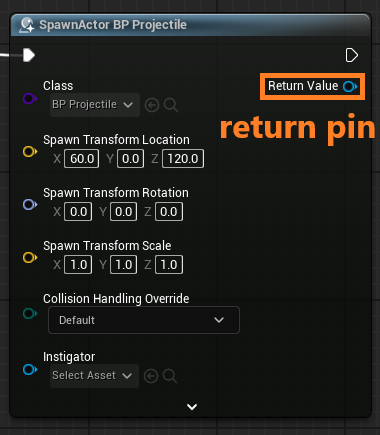 SpawnActor BP Projectile
Return Value
return pin
Class
BP Projectile
Spawn Transform Location
X 60.0 Y 0.0 Z 120.0
Spawn Transform Rotation
X 0.0 Y 0.0 Z 0.0
Spawn Transform Scale
X 1.0 Y 1.0 Z 1.0
Collision Handling Override
Default
Instigator
Select Asset